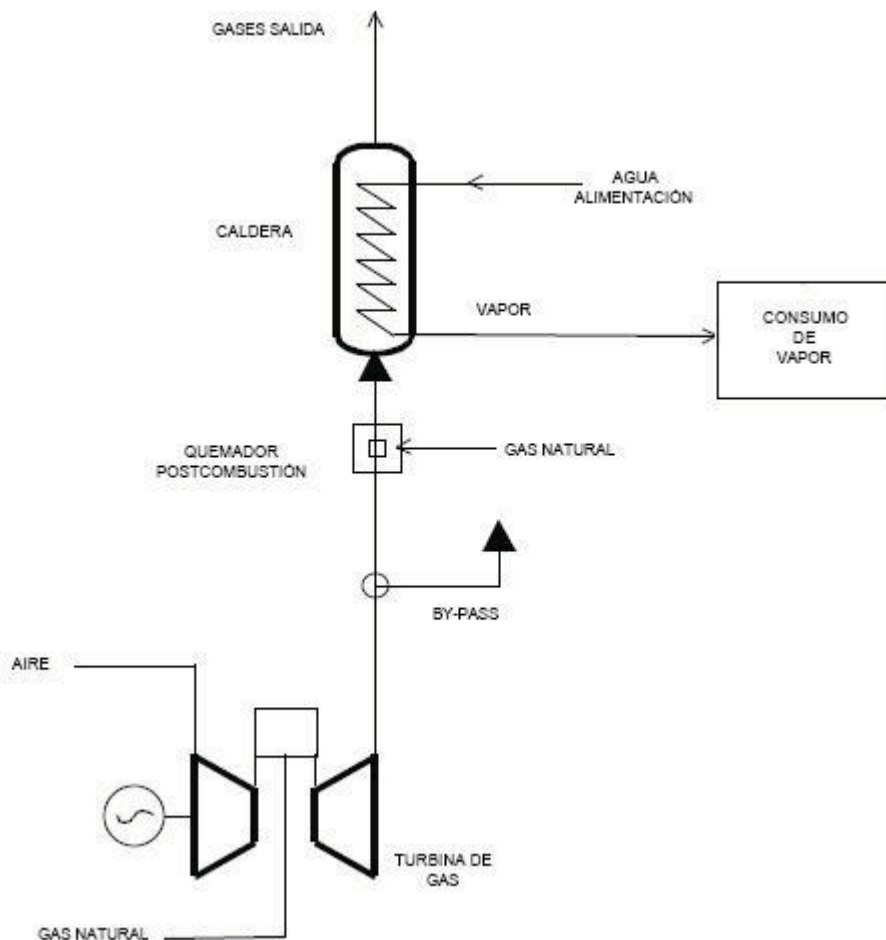 GASES SALIDA
AGUA
ALIMENTACIÓN
CALDERA
VAPOR
CONSUMO
DE
VAPOR
QUEMADOR
POSTCOMBUSTIÓN
GAS NATURAL
BY-PASS
AIRE
TURBINA DE
GAS
GAS NATURAL